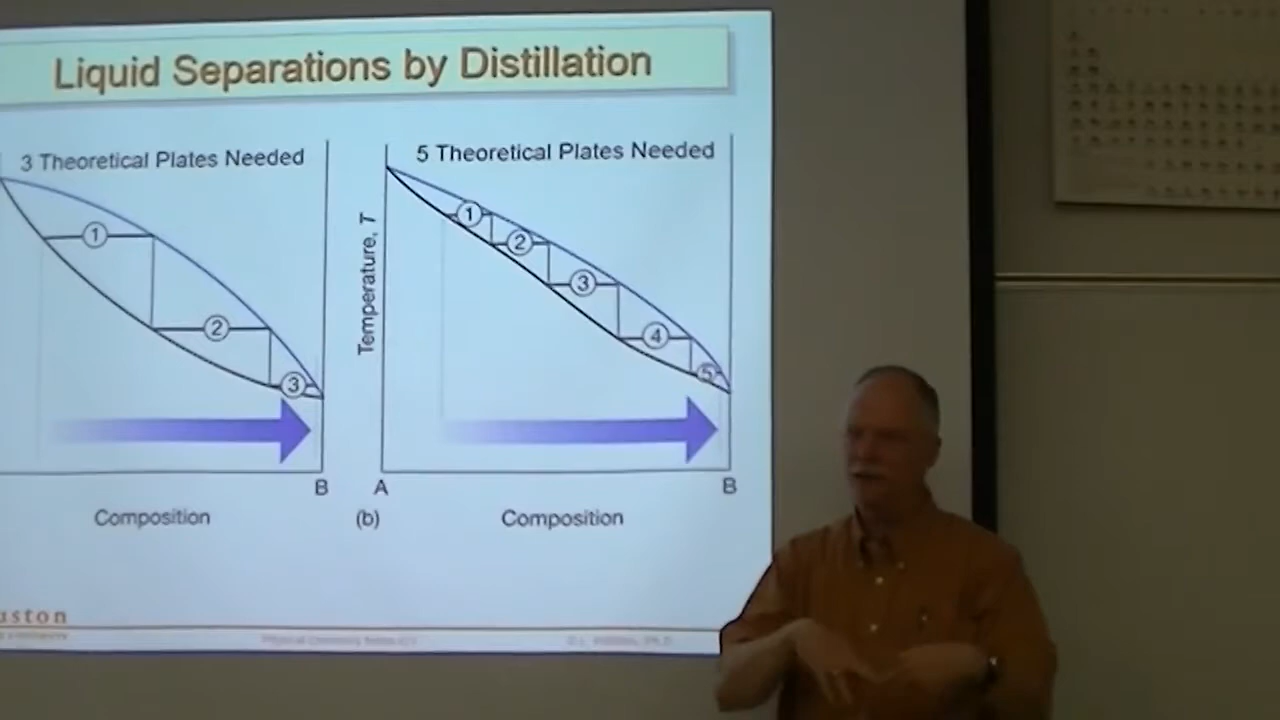 Liquid Separations by Distillation
3 Theoretical Plates Needed
1
2
3
B
Composition
5 Theoretical Plates Needed
Temperature, T
1
2
3
4
5
A
B
(b)
Composition